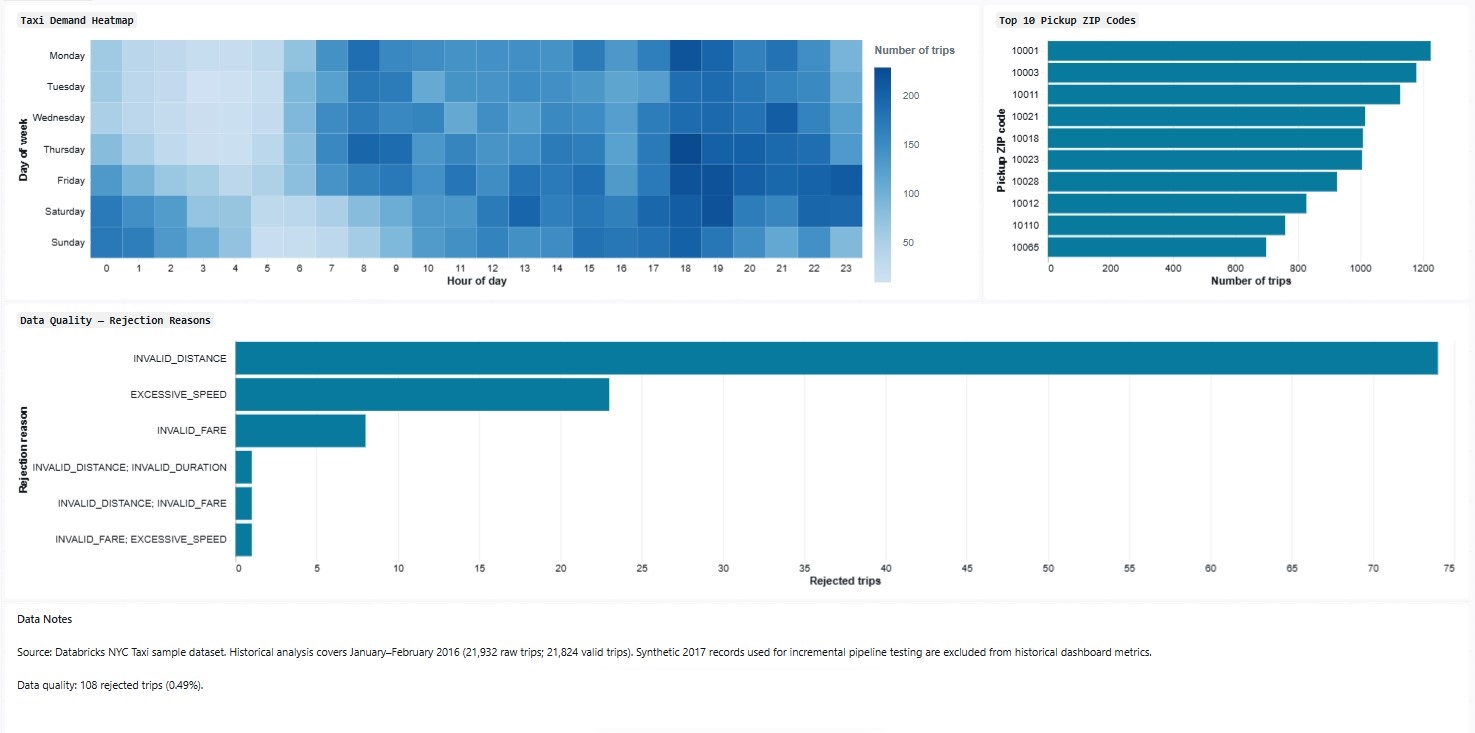 Taxi Demand Heatmap
Monday
Tuesday
Wednesday
Thursday
Friday
Saturday
Sunday
Day of week
0 1 2 3 4 5 6 7 8 9 10 11 12 13 14 15 16 17 18 19 20 21 22 23
Hour of day
Number of trips
200
150
100
50
Top 10 Pickup ZIP Codes
10001
10003
10011
10021
10018
10023
10028
10012
10110
10065
Pickup ZIP code
0 200 400 600 800 1000 1200
Number of trips
Data Quality — Rejection Reasons
INVALID_DISTANCE
EXCESSIVE_SPEED
INVALID_FARE
INVALID_DISTANCE; INVALID_DURATION
INVALID_DISTANCE; INVALID_FARE
INVALID_FARE; EXCESSIVE_SPEED
Rejection reason
0 5 10 15 20 25 30 35 40 45 50 55 60 65 70 75
Rejected trips
Data Notes
Source: Databricks NYC Taxi sample dataset. Historical analysis covers January–February 2016 (21,932 raw trips; 21,824 valid trips). Synthetic 2017 records used for incremental pipeline testing are excluded from historical dashboard metrics.
Data quality: 108 rejected trips (0.49%).